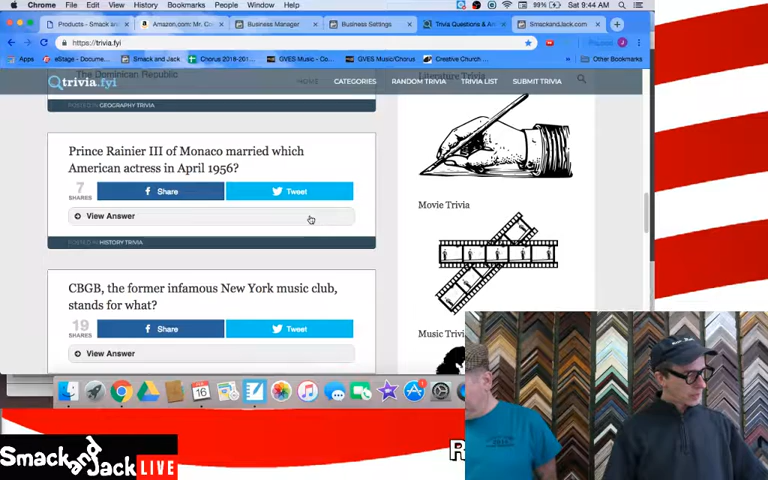 Chrome File Edit View History Bookmarks People Window Help 99% Sat 9:44 AM
Products - Smack and Amazon.com: Mr. Co Business Manager Business Settings Trivia Questions & An SmackandJack.com
https://trivia.fyi Paused
Apps eStage - Docume Smack and Jack Chorus 2018-201 GVES Music - Co GVES Music/Chorus Creative Church Other Bookmarks
The Dominican Republic Literature Trivia
trivia.fyi HOME CATEGORIES RANDOM TRIVIA TRIVIA LIST SUBMIT TRIVIA
POSTED IN GEOGRAPHY TRIVIA
Prince Rainier III of Monaco married which
American actress in April 1956?
7
SHARES
Share Tweet
View Answer
POSTED IN HISTORY TRIVIA
CBGB, the former infamous New York music club,
stands for what?
19
SHARES
Share Tweet
View Answer
Movie Trivia
Music Trivia
16
Smack and Jack LIVE
R